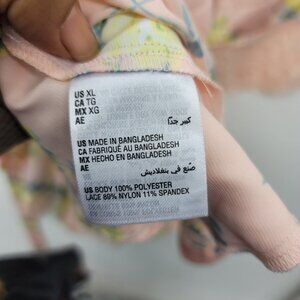 US XL
CA TG
MX XG
AE كبير جدًا
US MADE IN BANGLADESH
CA FABRIQUÉ AU BANGLADESH
MX HECHO EN BANGLADESH
AE صنع في بنغلاديش
US BODY 100% POLYESTER
LACE 89% NYLON 11% SPANDEX